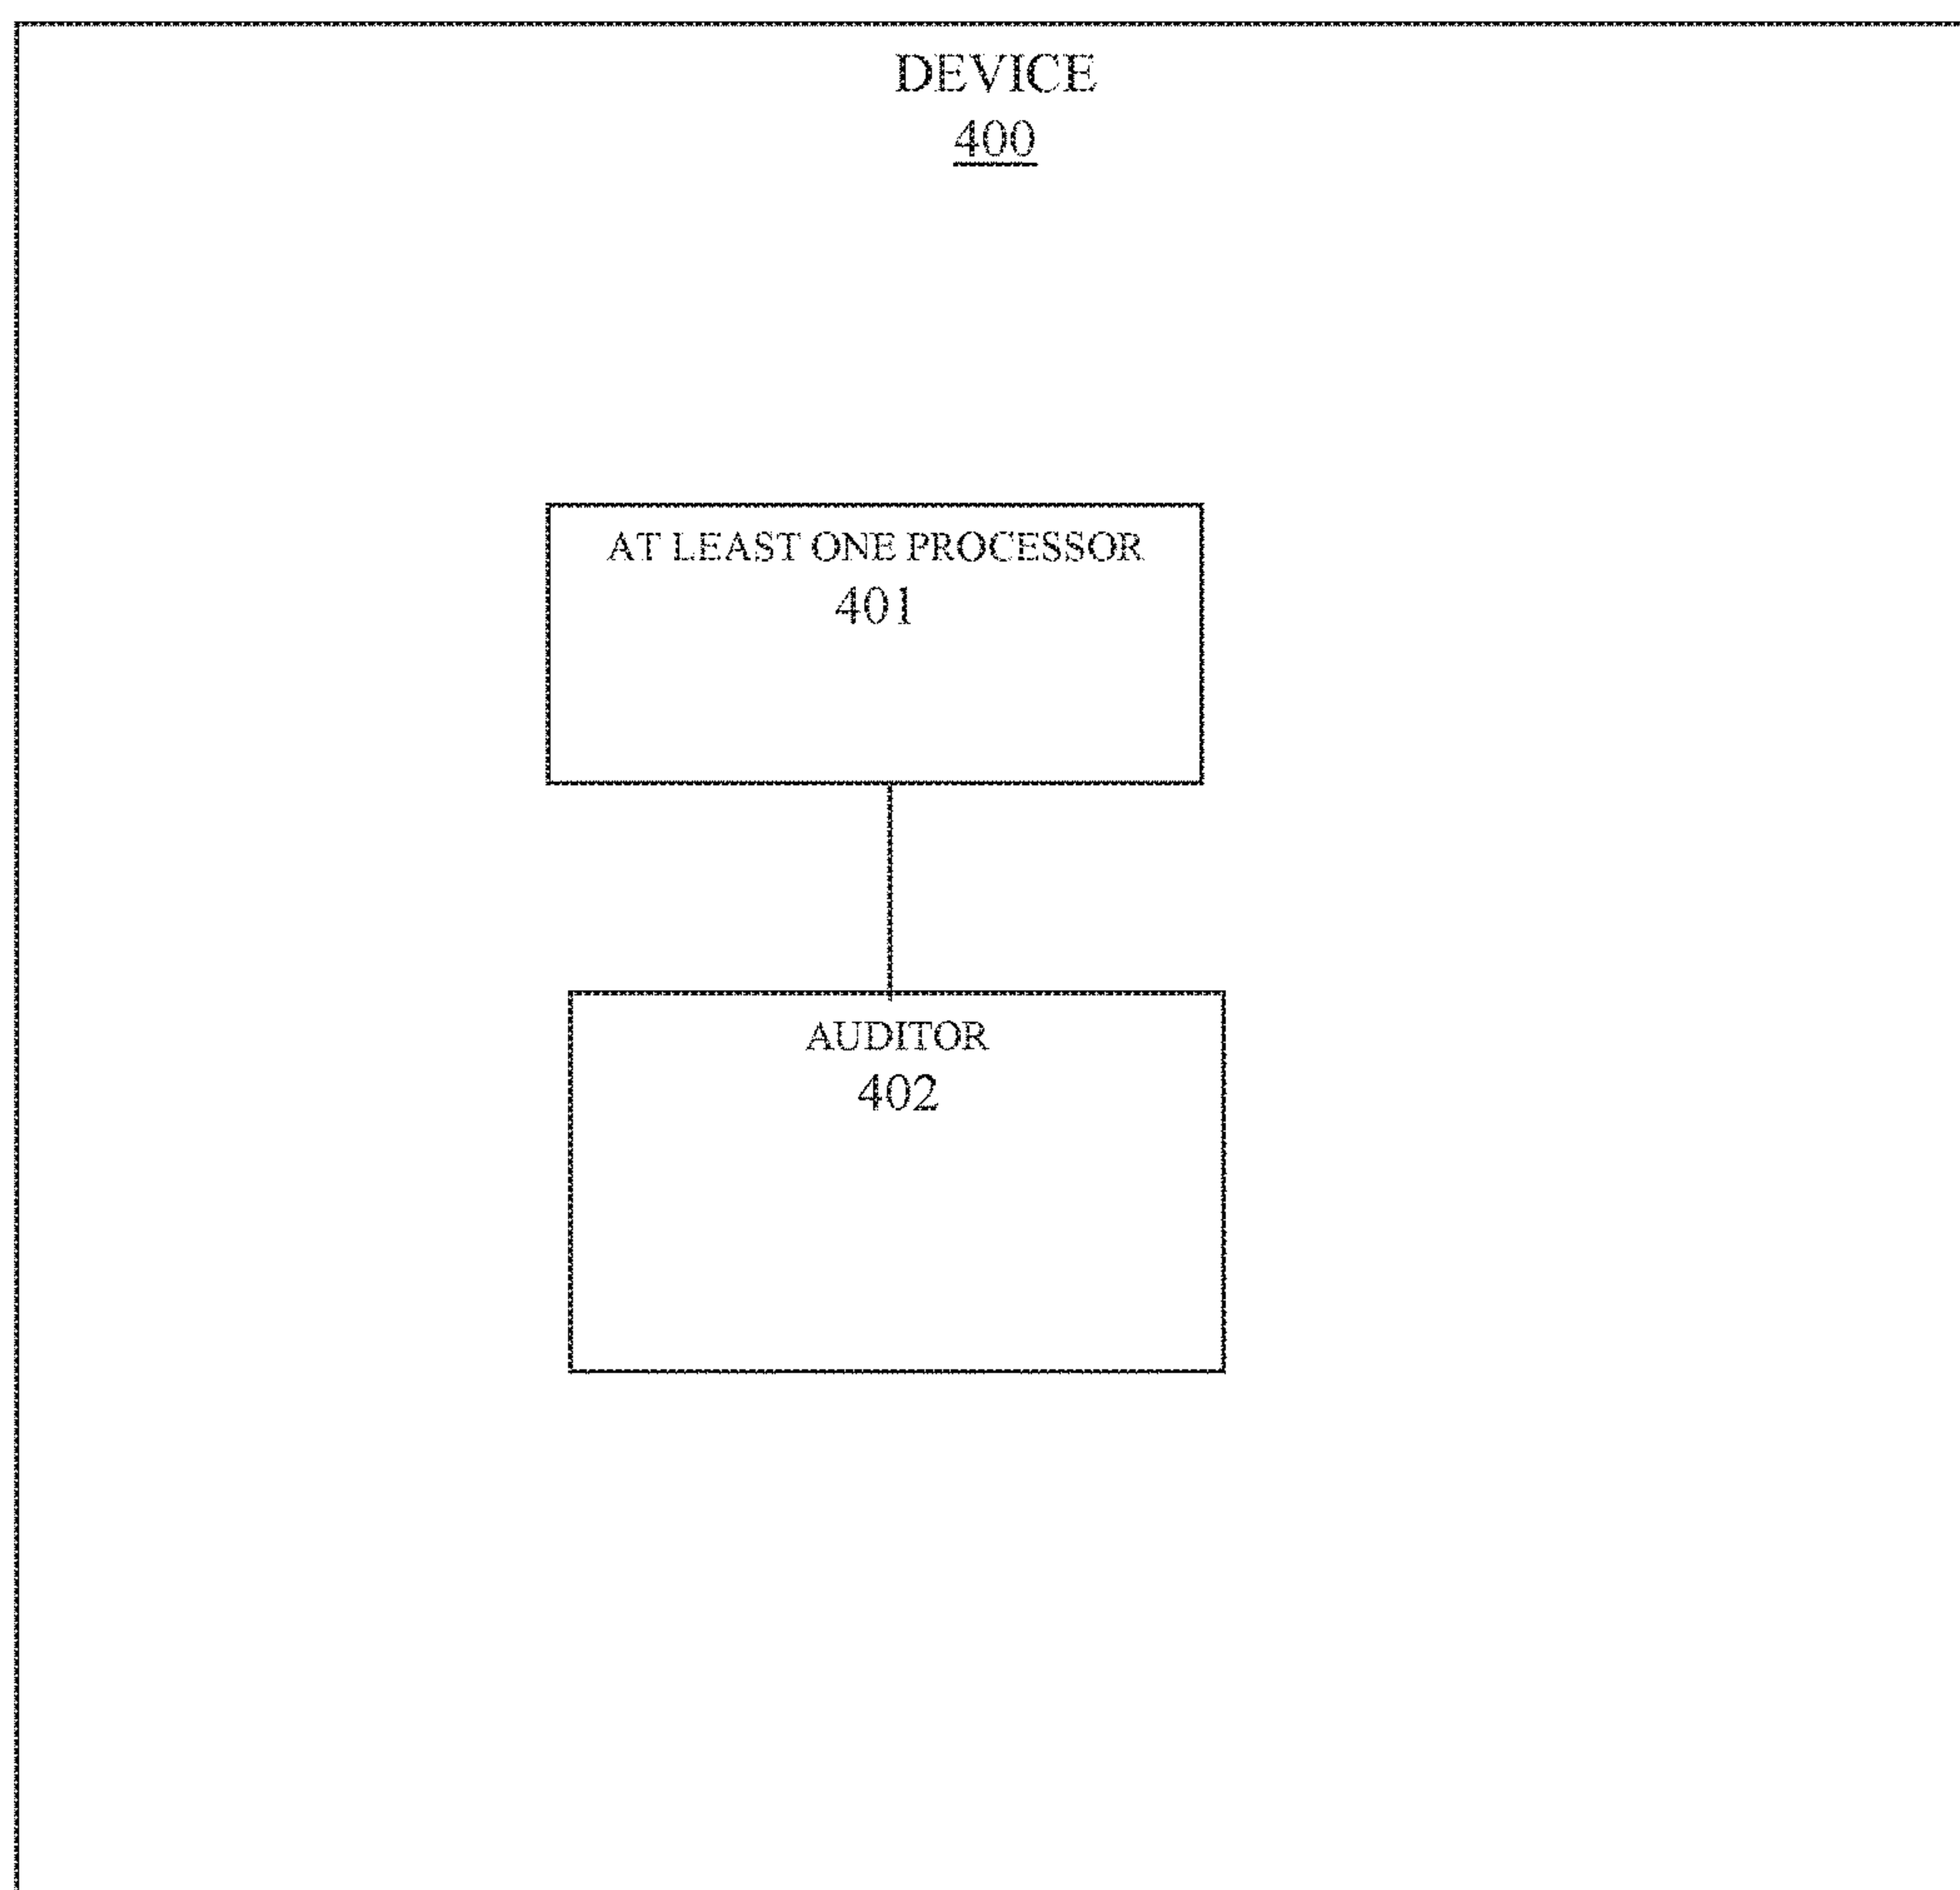 DEVICE
400
AT LEAST ONE PROCESSOR
401
AUDITOR
402